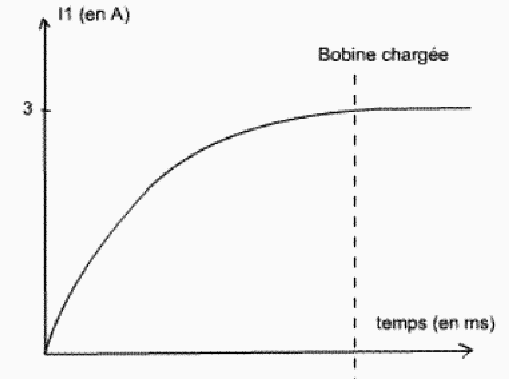 I1 (en A)
Bobine chargée
3
temps (en ms)